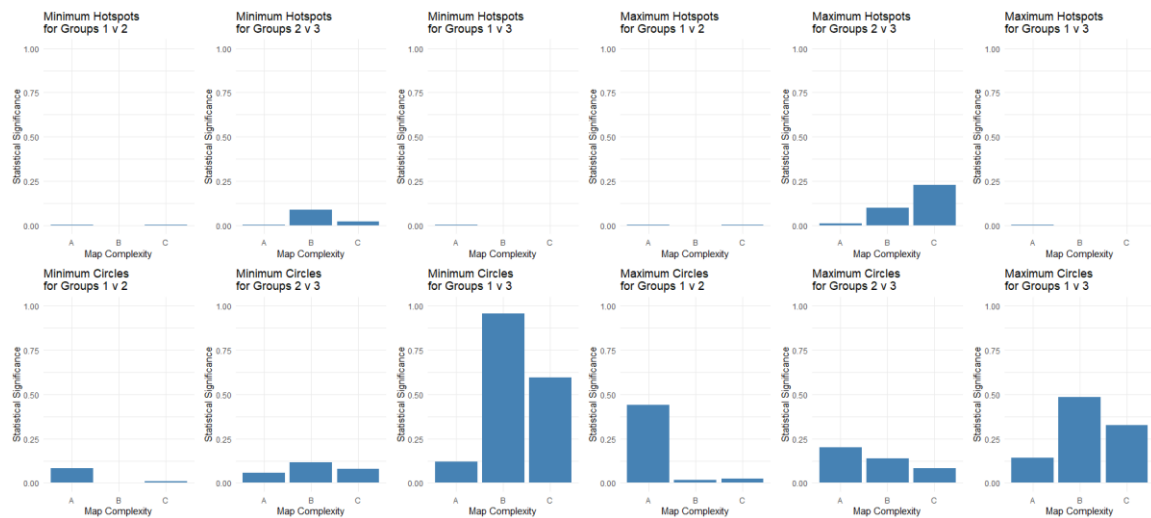 Minimum Hotspots
for Groups 1 v 2
1.00
0.75
0.50
0.25
0.00
Statistical Significance
A B C
Map Complexity
Minimum Hotspots
for Groups 2 v 3
1.00
0.75
0.50
0.25
0.00
Statistical Significance
A B C
Map Complexity
Minimum Hotspots
for Groups 1 v 3
1.00
0.75
0.50
0.25
0.00
Statistical Significance
A B C
Map Complexity
Maximum Hotspots
for Groups 1 v 2
1.00
0.75
0.50
0.25
0.00
Statistical Significance
A B C
Map Complexity
Maximum Hotspots
for Groups 2 v 3
1.00
0.75
0.50
0.25
0.00
Statistical Significance
A B C
Map Complexity
Maximum Hotspots
for Groups 1 v 3
1.00
0.75
0.50
0.25
0.00
Statistical Significance
A B C
Map Complexity
Minimum Circles
for Groups 1 v 2
1.00
0.75
0.50
0.25
0.00
Statistical Significance
A B C
Map Complexity
Minimum Circles
for Groups 2 v 3
1.00
0.75
0.50
0.25
0.00
Statistical Significance
A B C
Map Complexity
Minimum Circles
for Groups 1 v 3
1.00
0.75
0.50
0.25
0.00
Statistical Significance
A B C
Map Complexity
Maximum Circles
for Groups 1 v 2
1.00
0.75
0.50
0.25
0.00
Statistical Significance
A B C
Map Complexity
Maximum Circles
for Groups 2 v 3
1.00
0.75
0.50
0.25
0.00
Statistical Significance
A B C
Map Complexity
Maximum Circles
for Groups 1 v 3
1.00
0.75
0.50
0.25
0.00
Statistical Significance
A B C
Map Complexity